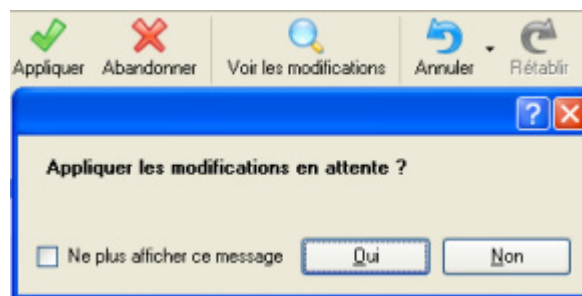 Appliquer Abandonner Voir les modifications Annuler Rétablir
?
Appliquer les modifications en attente ?
Ne plus afficher ce message Oui Non